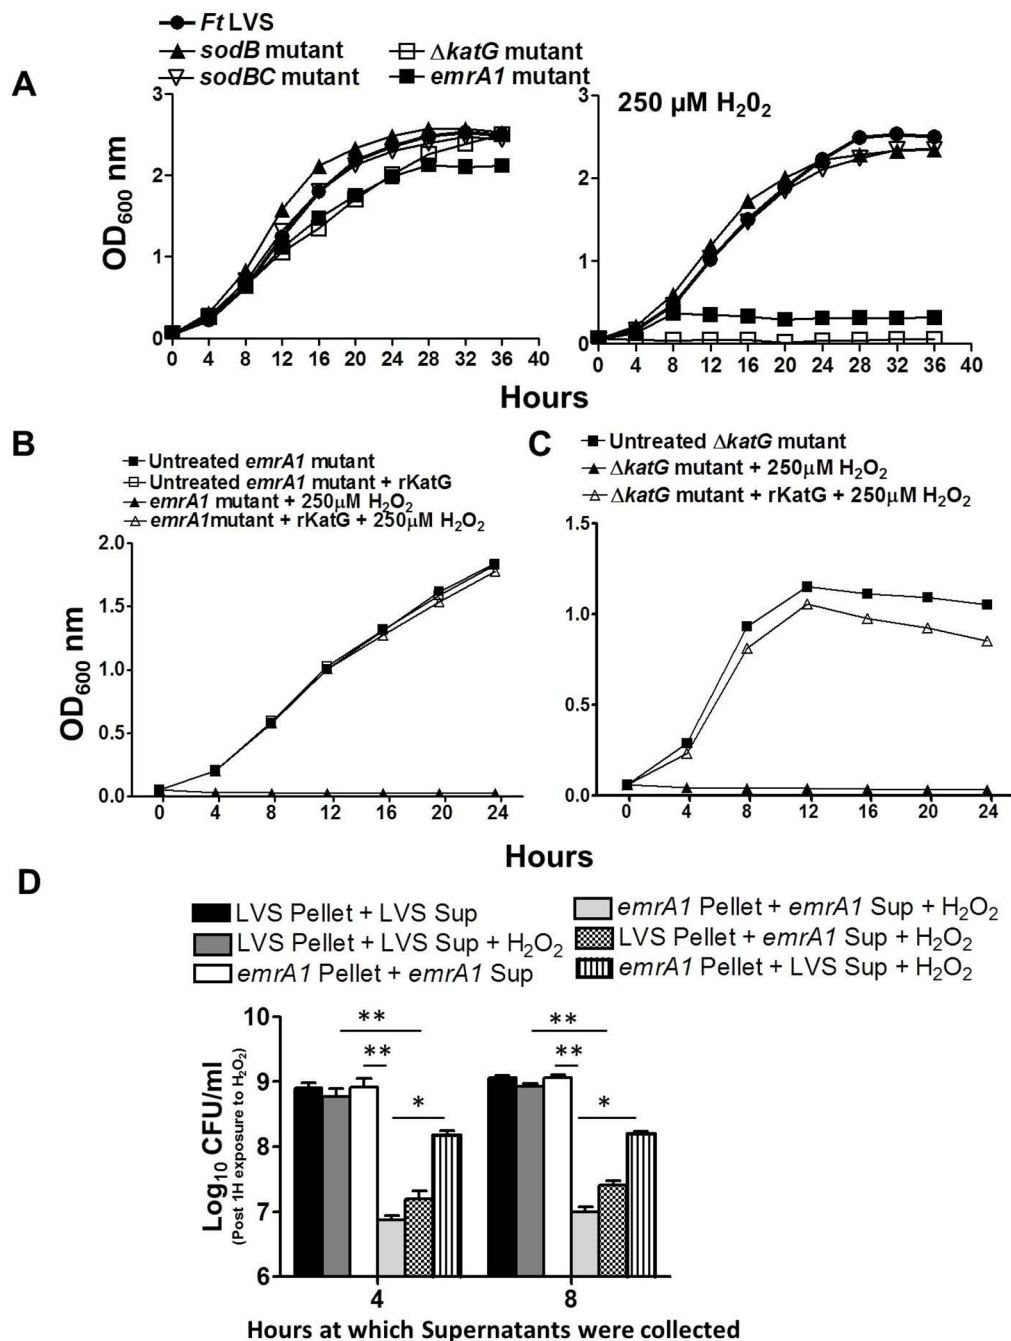 Ft LVS
sodB mutant
ΔkatG mutant
sodBC mutant
emrA1 mutant
A
3
2
1
0
OD600 nm
0 4 8 12 16 20 24 28 32 36 40
250 µM H202
3
2
1
0
0 4 8 12 16 20 24 28 32 36 40
Hours
B
Untreated emrA1 mutant
Untreated emrA1 mutant + rKatG
emrA1 mutant + 250µM H2O2
emrA1mutant + rKatG + 250µM H2O2
2.0
1.5
1.0
0.5
0.0
OD600 nm
0 4 8 12 16 20 24
C
Untreated ΔkatG mutant
ΔkatG mutant + 250µM H2O2
ΔkatG mutant + rKatG + 250µM H2O2
1.5
1.0
0.5
0.0
0 4 8 12 16 20 24
Hours
D
LVS Pellet + LVS Sup
LVS Pellet + LVS Sup + H2O2
emrA1 Pellet + emrA1 Sup
emrA1 Pellet + emrA1 Sup + H2O2
LVS Pellet + emrA1 Sup + H2O2
emrA1 Pellet + LVS Sup + H2O2
10
9
8
7
6
Log10 CFU/ml
(Post 1H exposure to H2O2)
** **
** **
* *
4 8
Hours at which Supernatants were collected